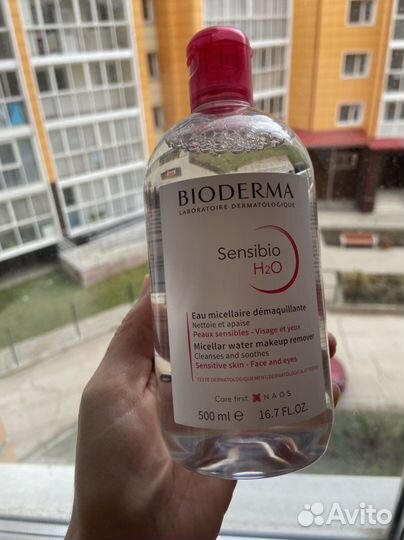 BIODERMA
LABORATOIRE DERMATOLOGIQUE
Sensibio
H2O
Eau micellaire démaquillante
Nettoie et apaise
Peaux sensibles - Visage et yeux
Micellar water makeup remover
Cleanses and soothes
Sensitive skin - Face and eyes
Care first. NAOS
500 ml e 16.7 FL.OZ.
Avito